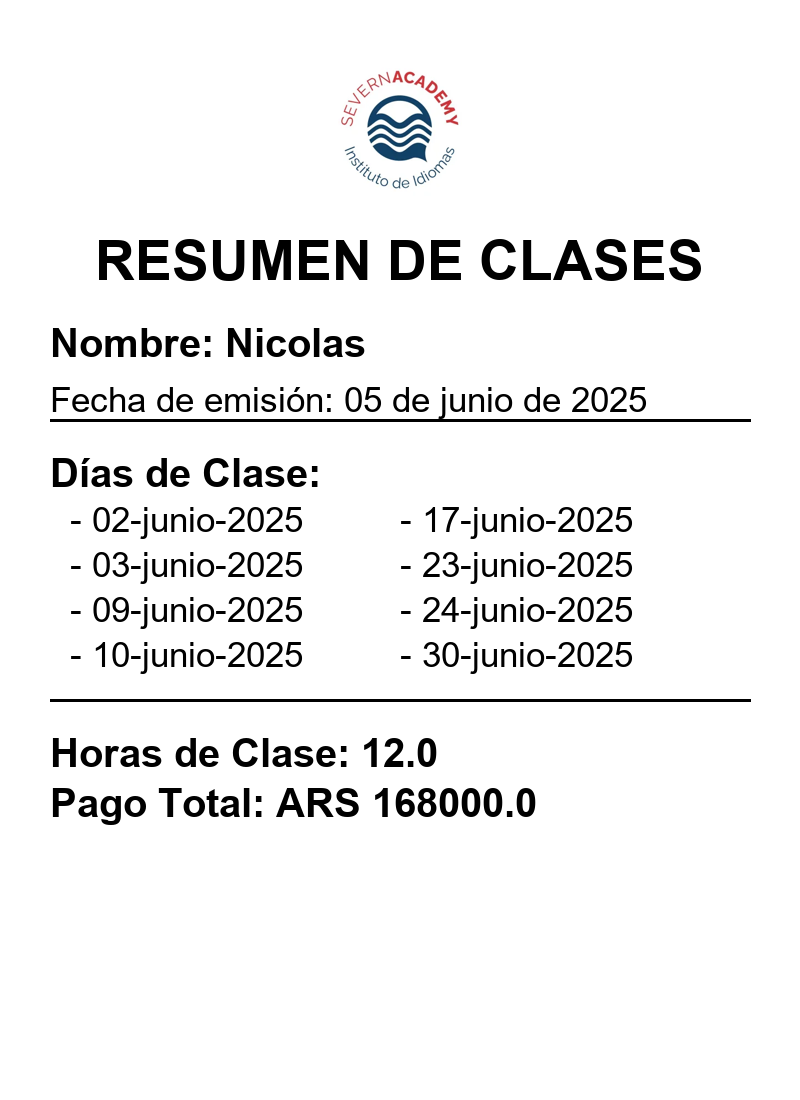 SEVERNACADEMY
Instituto de Idiomas
RESUMEN DE CLASES
Nombre: Nicolas
Fecha de emisión: 05 de junio de 2025
Días de Clase:
- 02-junio-2025
- 03-junio-2025
- 09-junio-2025
- 10-junio-2025
- 17-junio-2025
- 23-junio-2025
- 24-junio-2025
- 30-junio-2025
Horas de Clase: 12.0
Pago Total: ARS 168000.0